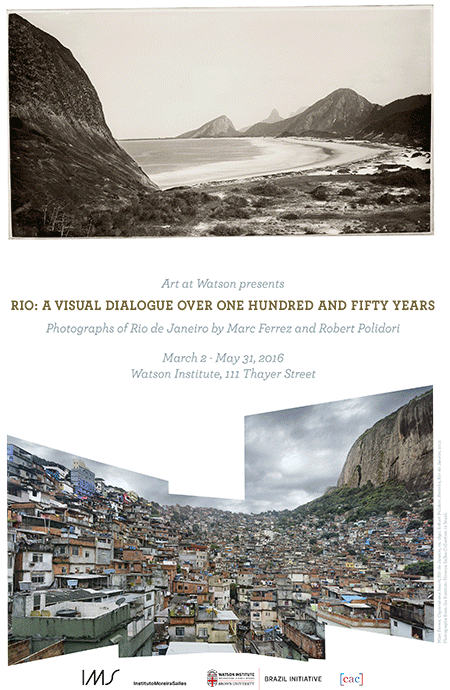 Art at Watson presents
RIO: A VISUAL DIALOGUE OVER ONE HUNDRED AND FIFTY YEARS
Photographs of Rio de Janeiro by Marc Ferrez and Robert Polidori
March 2 - May 31, 2016
Watson Institute, 111 Thayer Street
IMS
InstitutoMoreiraSalles
WATSON INSTITUTE
BROWN UNIVERSITY
BRAZIL INITIATIVE
[cac]